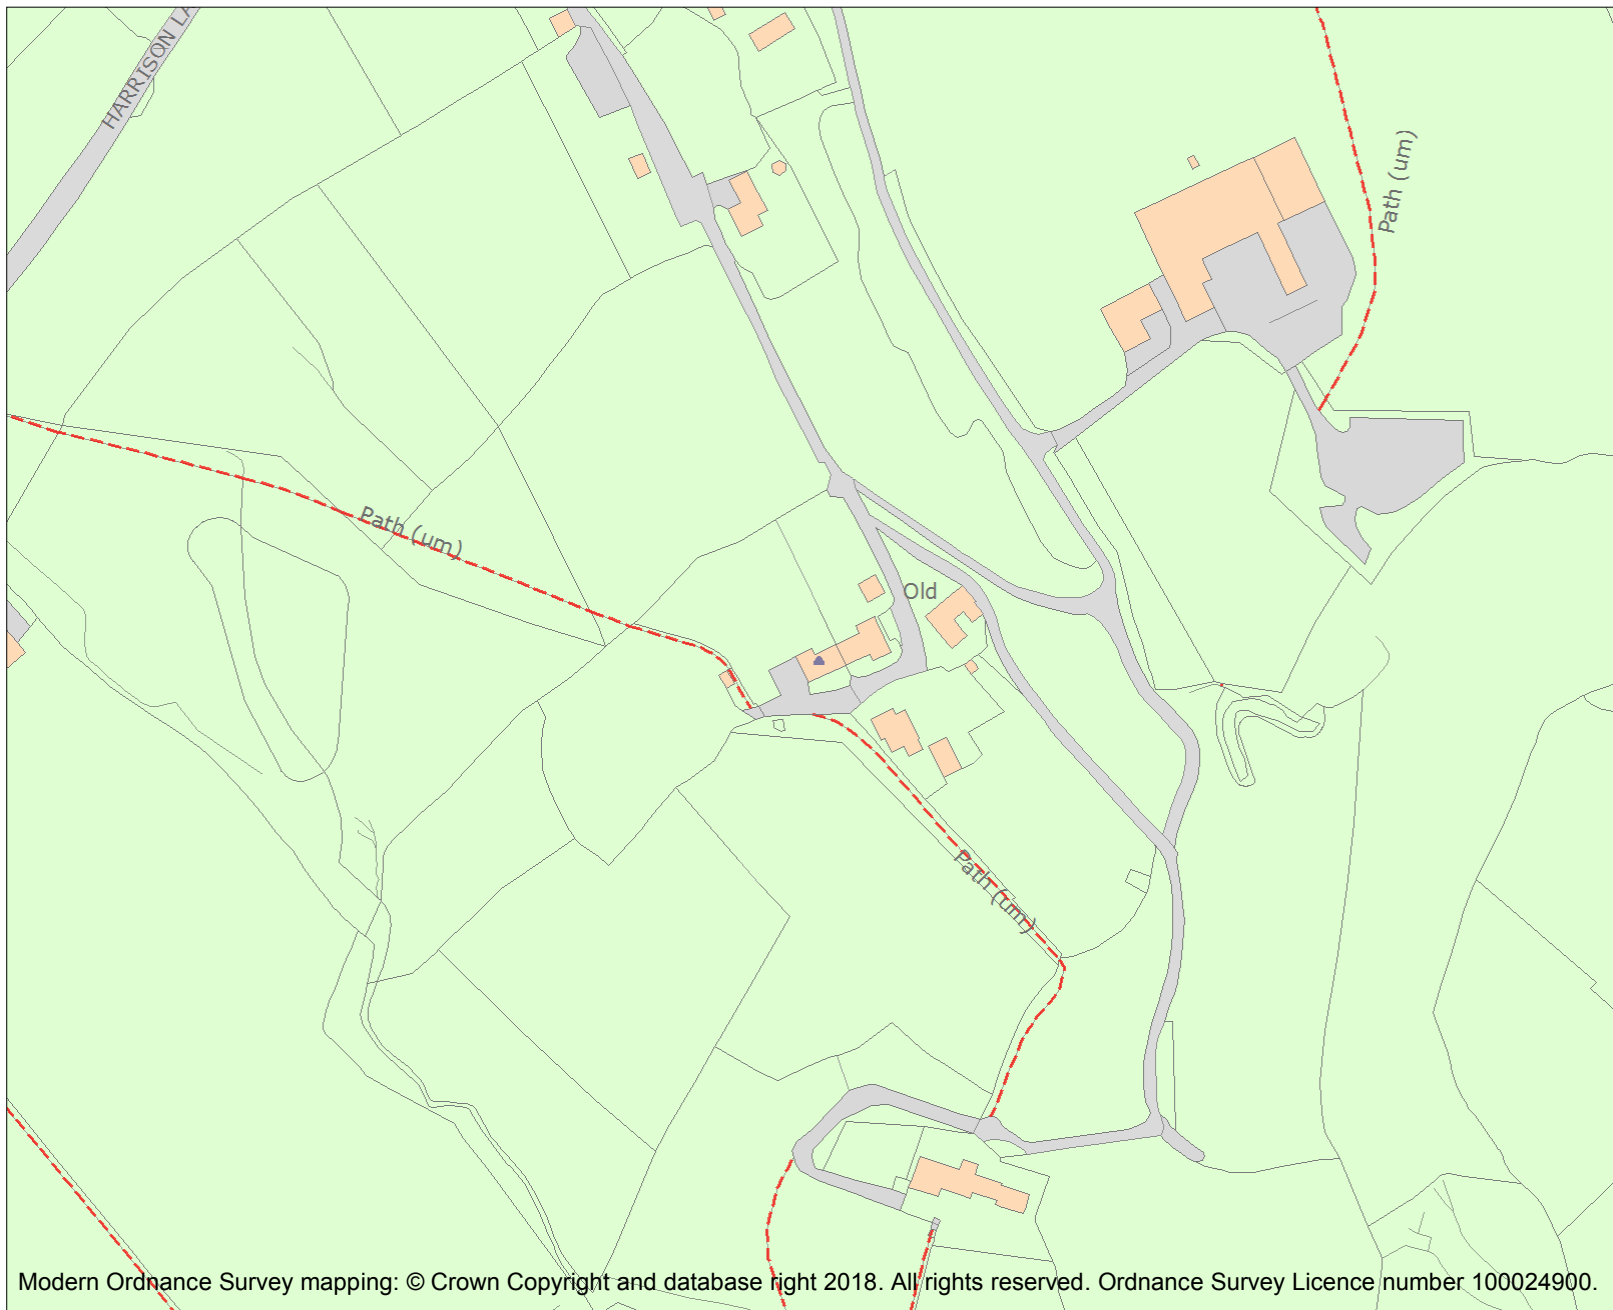 HARRISON LA
Path (um)
Path (um)
Old
Path (um)
Modern Ordnance Survey mapping: © Crown Copyright and database right 2018. All rights reserved. Ordnance Survey Licence number 100024900.